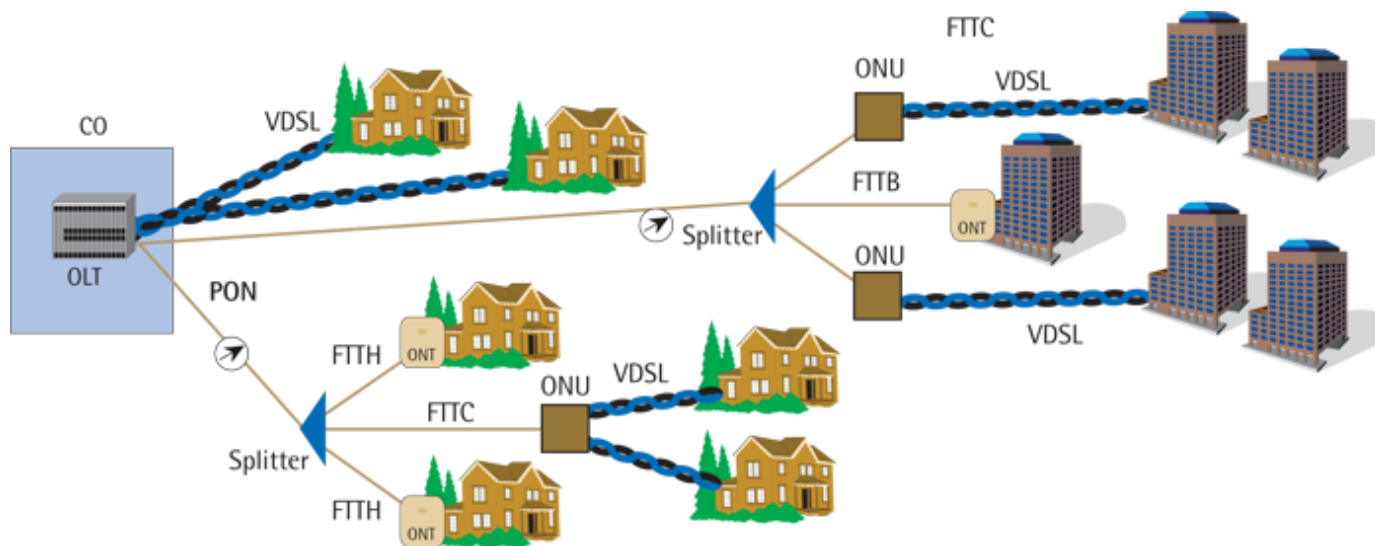 FTTC
ONU
VDSL
CO
VDSL
FTTB
ONT
Splitter
ONU
OLT
PON
VDSL
FTTH
ONT
ONU
VDSL
FTTC
Splitter
FTTH
ONT